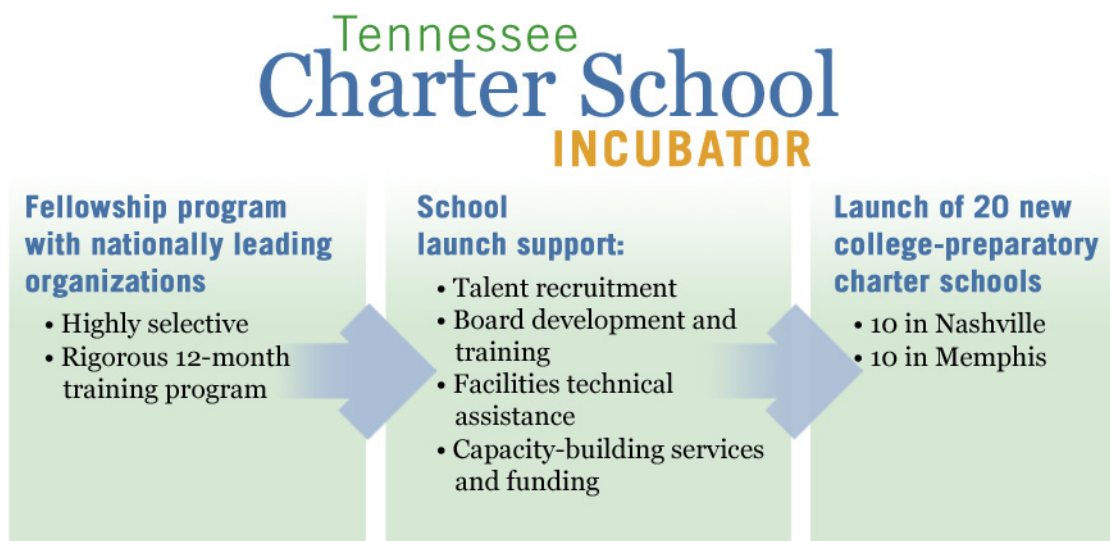 Tennessee
Charter School
INCUBATOR
Fellowship program
with nationally leading
organizations
• Highly selective
• Rigorous 12-month
training program
School
launch support:
• Talent recruitment
• Board development and
training
• Facilities technical
assistance
• Capacity-building services
and funding
Launch of 20 new
college-preparatory
charter schools
• 10 in Nashville
• 10 in Memphis